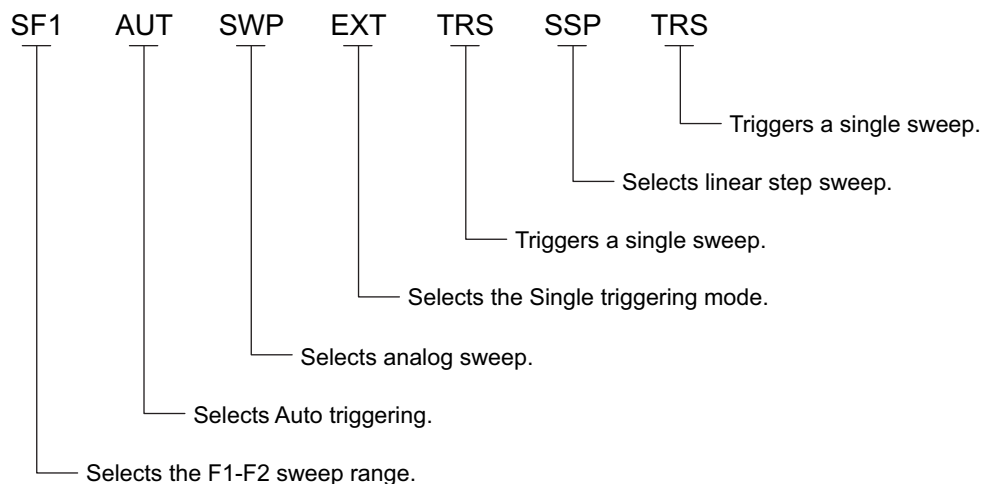 SF1 AUT SWP EXT TRS SSP TRS
Triggers a single sweep.
Selects linear step sweep.
Triggers a single sweep.
Selects the Single triggering mode.
Selects analog sweep.
Selects Auto triggering.
Selects the F1-F2 sweep range.